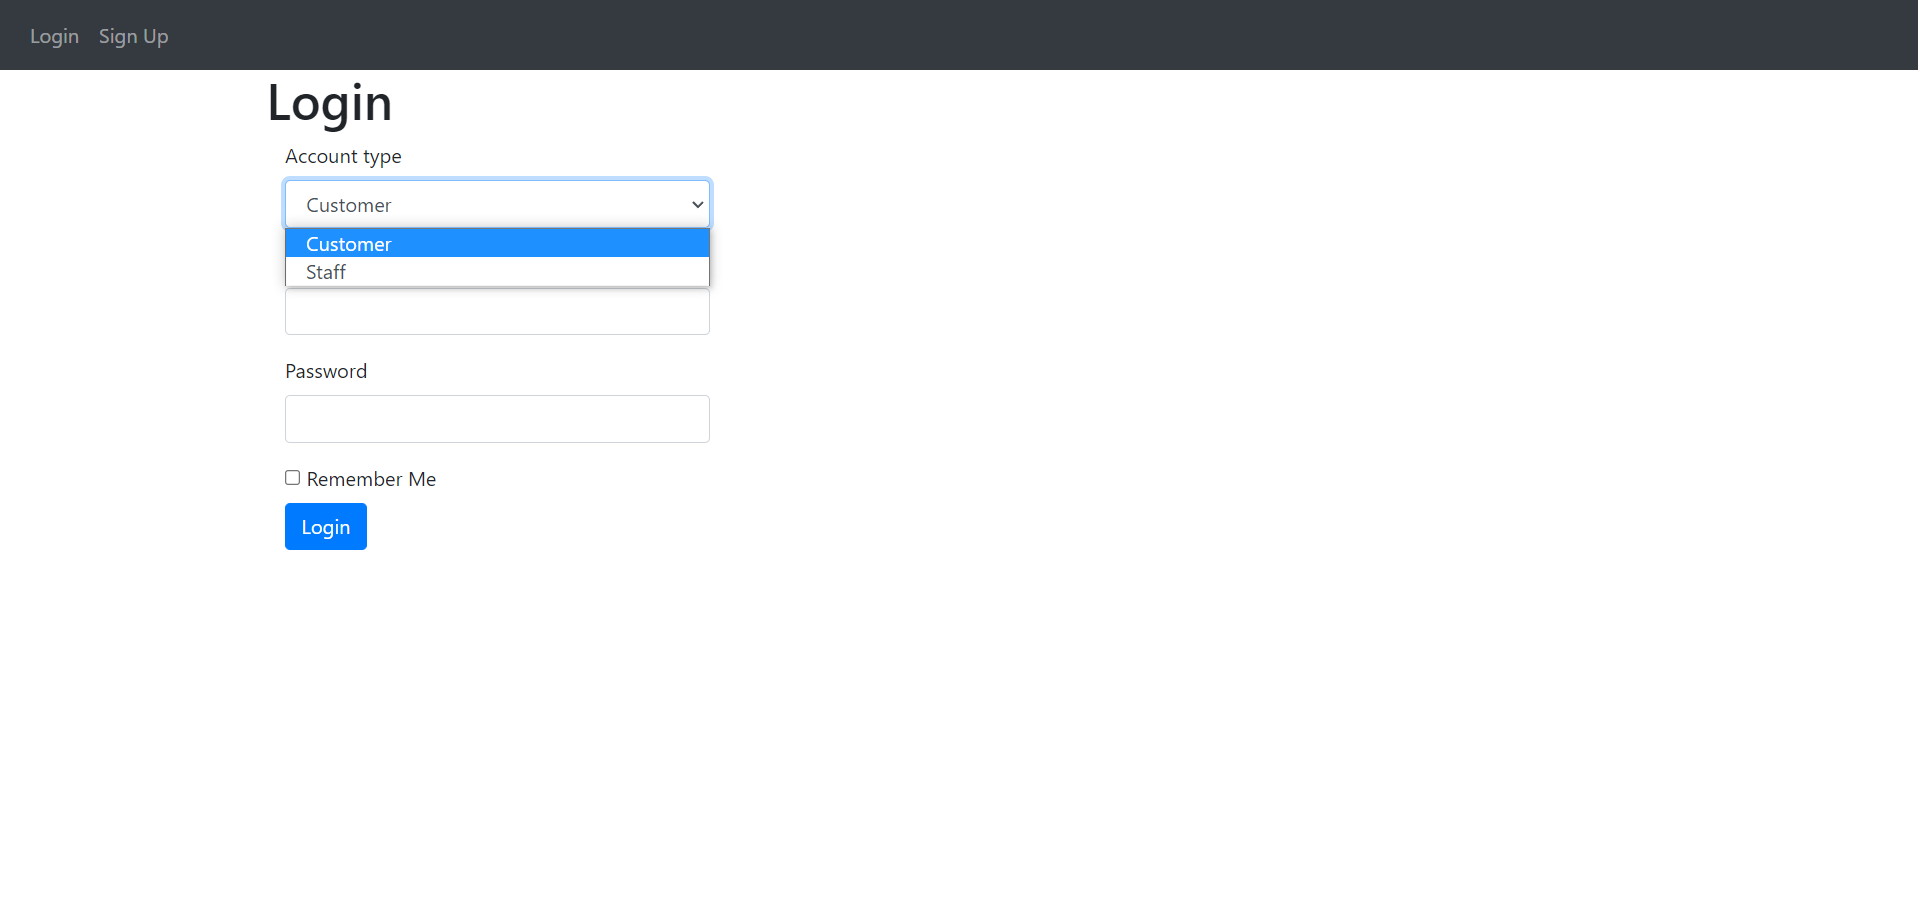 Login Sign Up
Login
Account type
Customer
Customer
Staff
Password
Remember Me
Login